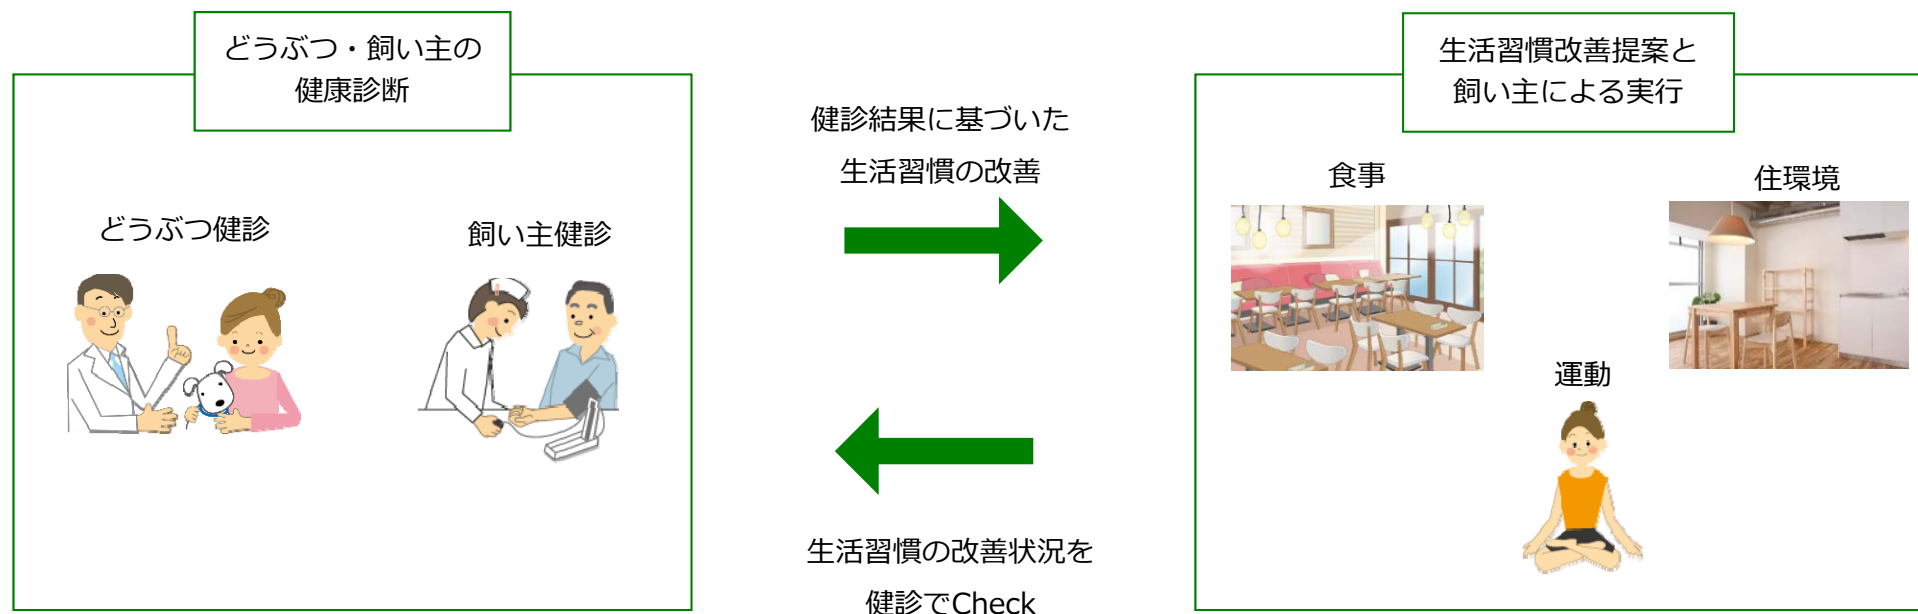 どうぶつ・飼い主の
健康診断
どうぶつ健診
飼い主健診
健診結果に基づいた
生活習慣の改善
生活習慣の改善状況を
健診でCheck
生活習慣改善提案と
飼い主による実行
食事
住環境
運動